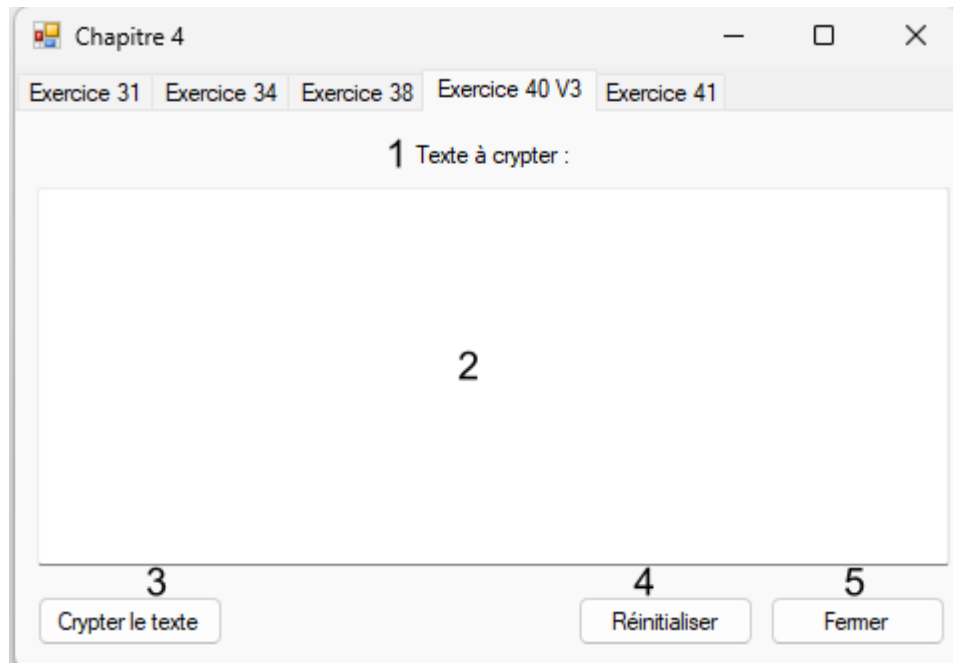 Chapitre 4
Exercice 31 Exercice 34 Exercice 38 Exercice 40 V3 Exercice 41
1 Texte à crypter :
2
3 4 5
Crypter le texte Réinitialiser Fermer